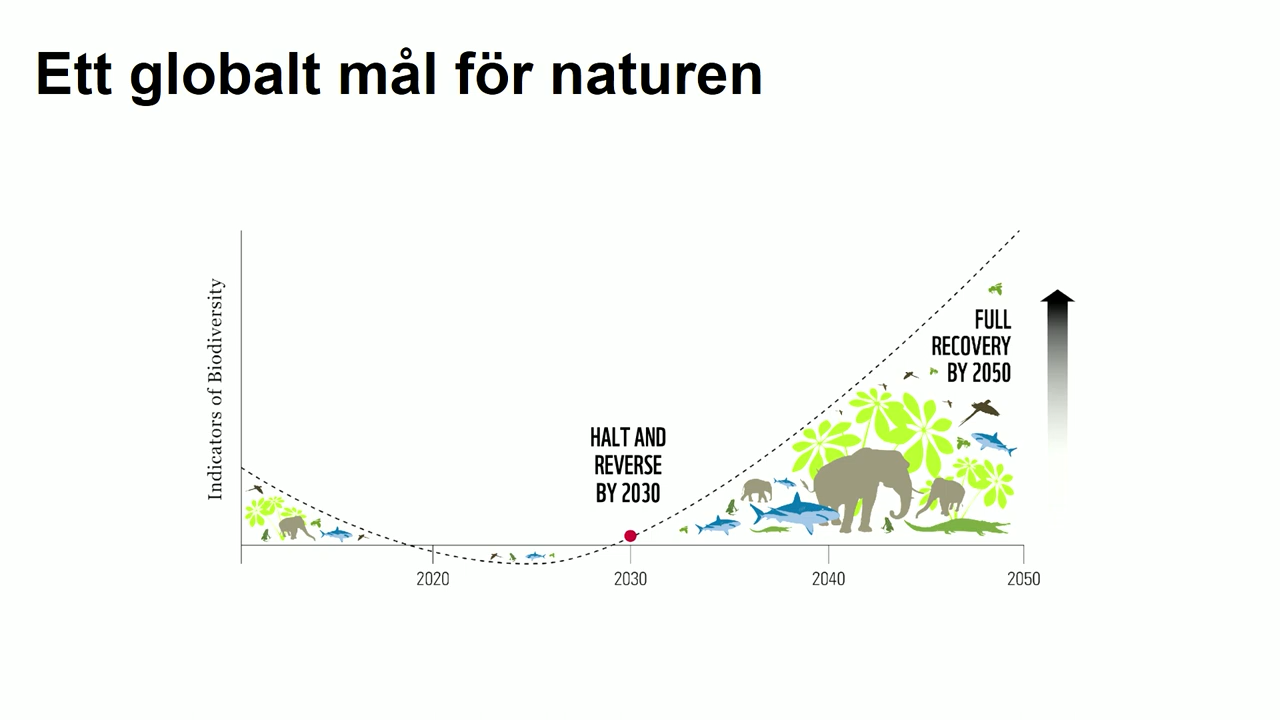 Ett globalt mål för naturen
Indicators of Biodiversity
HALT AND
REVERSE
BY 2030
FULL
RECOVERY
BY 2050
2020
2030
2040
2050